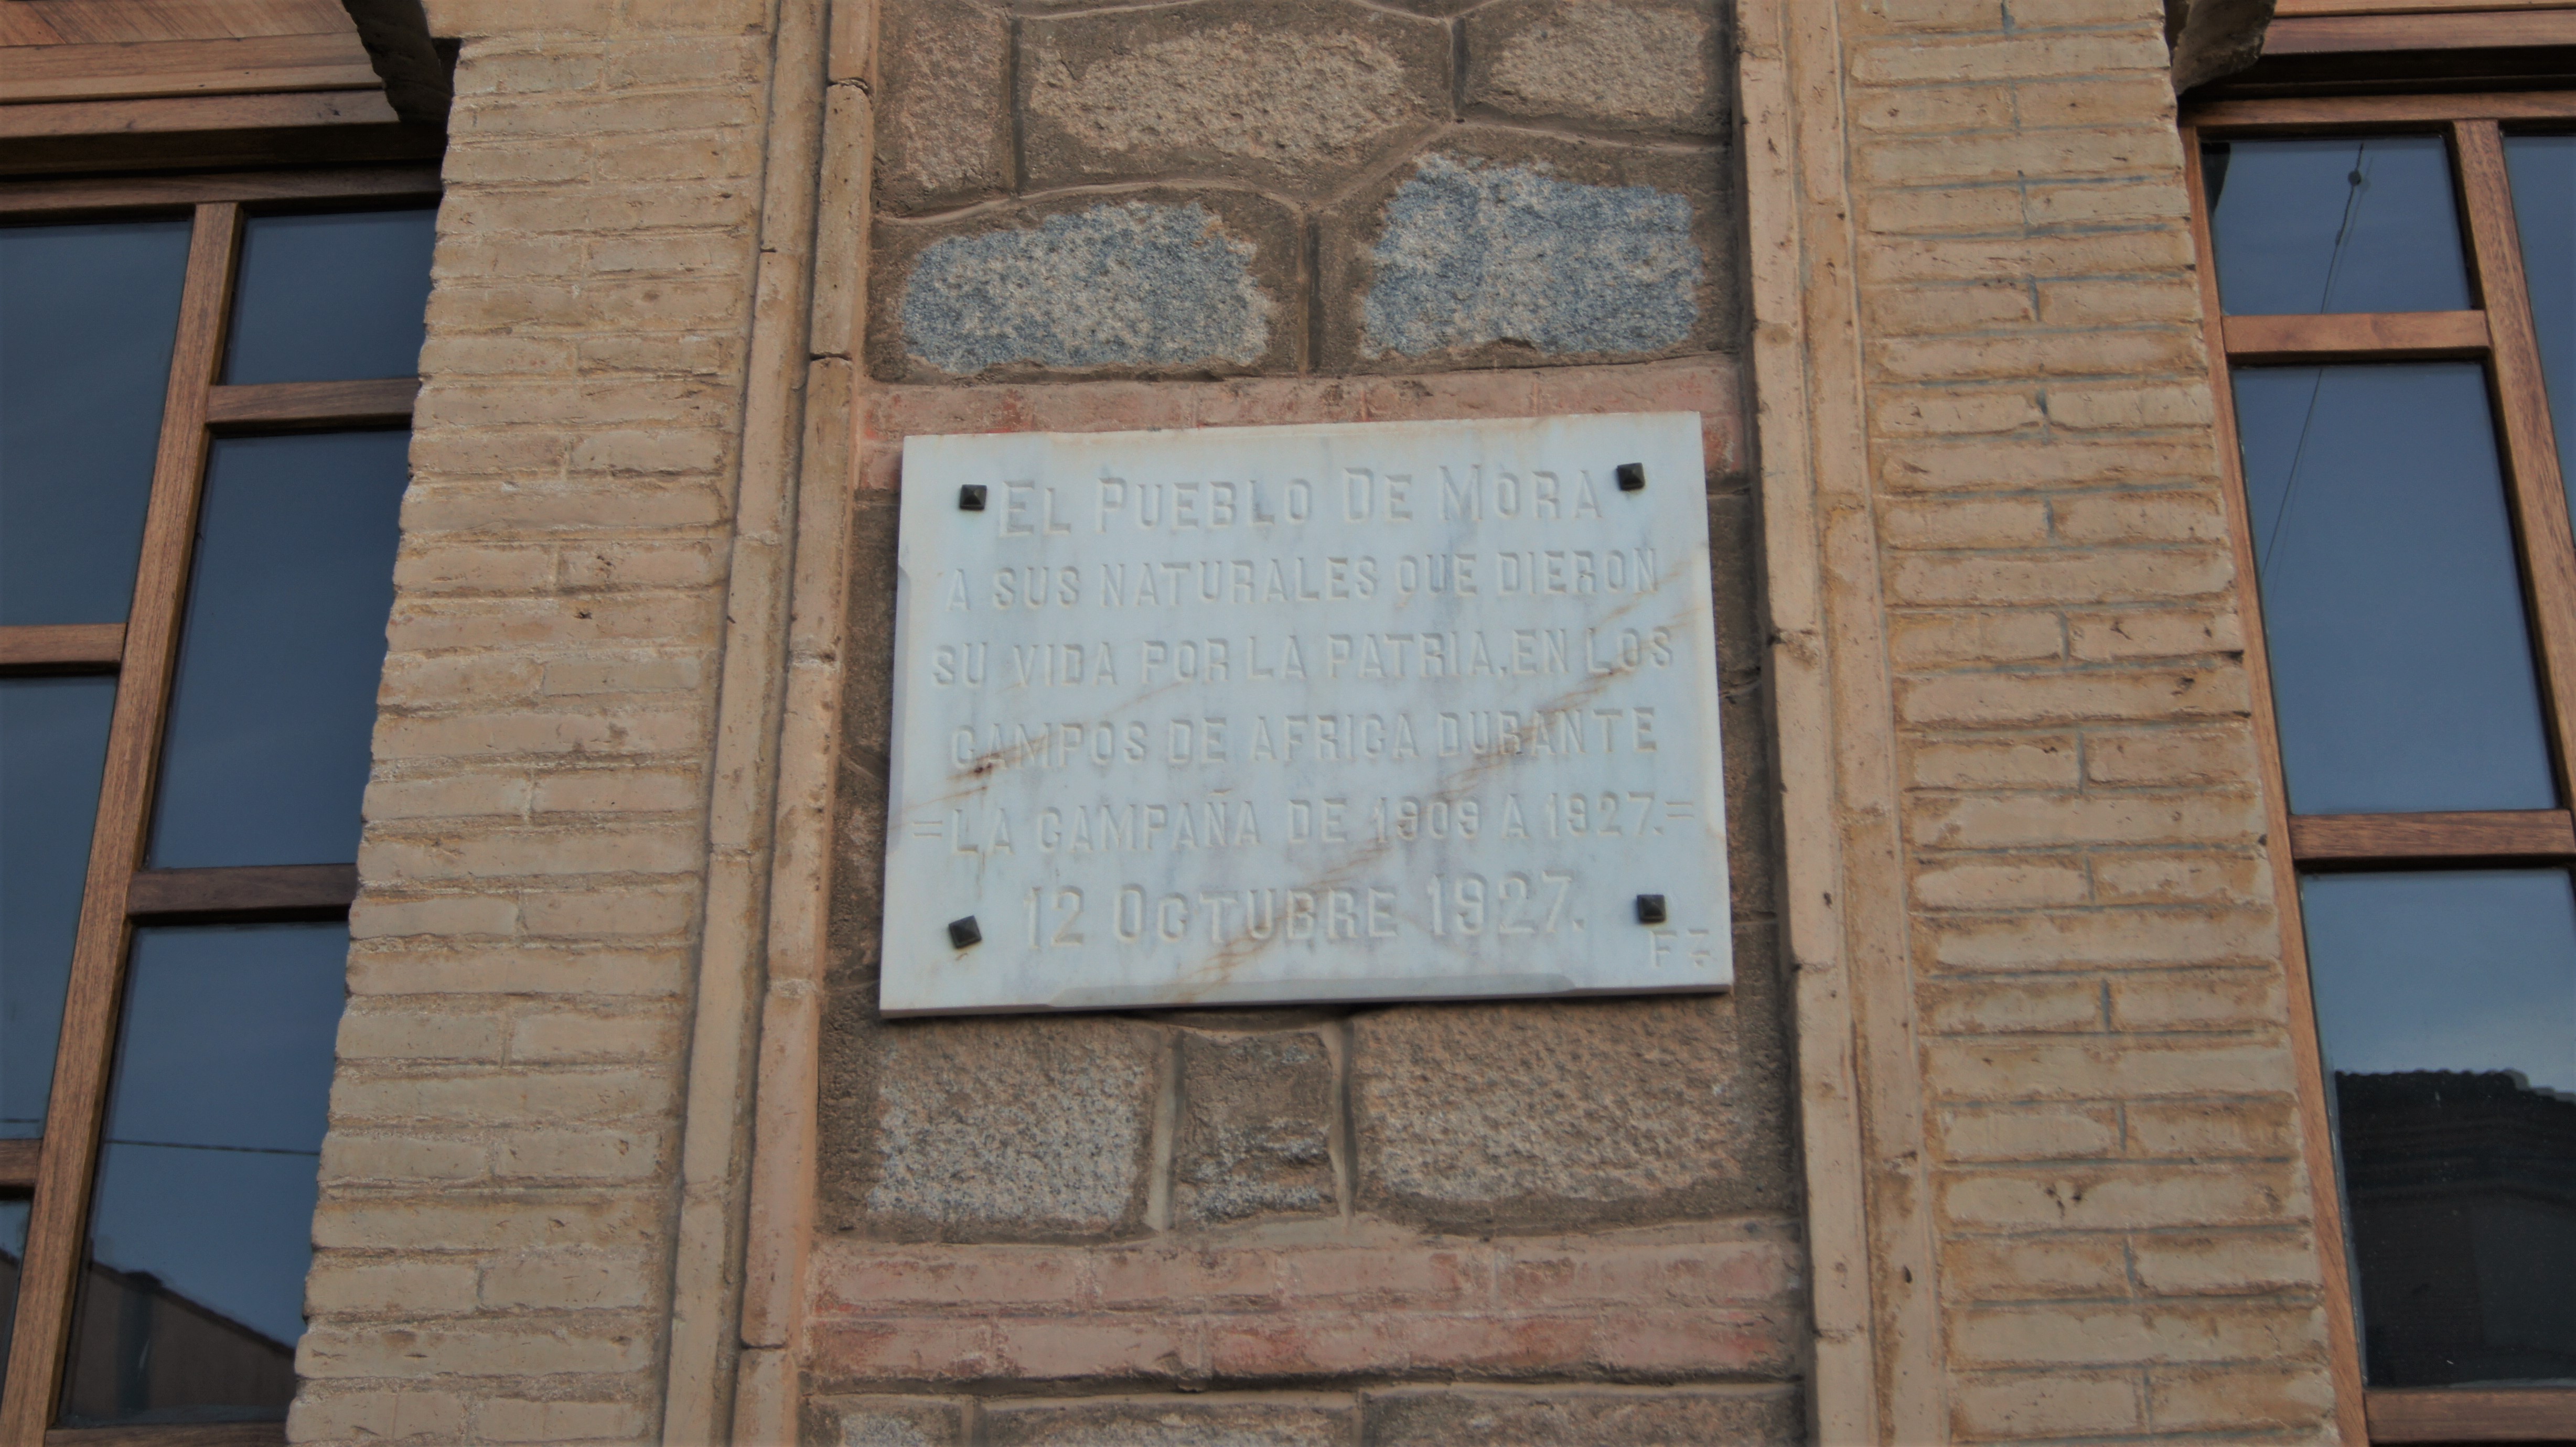 EL PUEBLO DE MORA
A SUS NATURALES QUE DIERON
SU VIDA POR LA PATRIA, EN LOS
CAMPOS DE AFRICA DURANTE
=LA CAMPAÑA DE 1909 A 1927.=
12 OCTUBRE 1927.